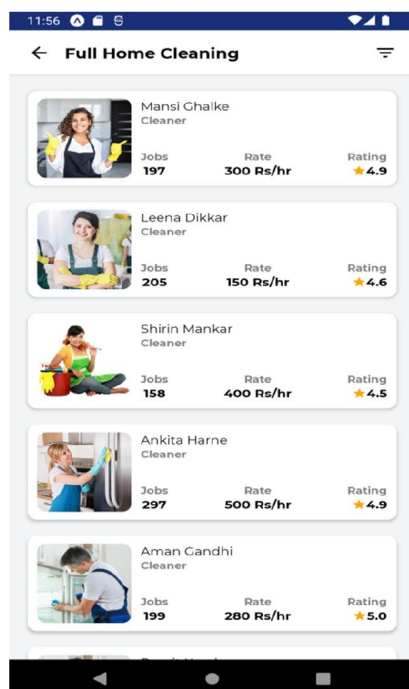 11:56
Full Home Cleaning
Mansi Ghalke
Cleaner
Jobs Rate Rating
197 300 Rs/hr 4.9
Leena Dikkar
Cleaner
Jobs Rate Rating
205 150 Rs/hr 4.6
Shirin Mankar
Cleaner
Jobs Rate Rating
158 400 Rs/hr 4.5
Ankita Harne
Cleaner
Jobs Rate Rating
297 500 Rs/hr 4.9
Aman Gandhi
Cleaner
Jobs Rate Rating
199 280 Rs/hr 5.0